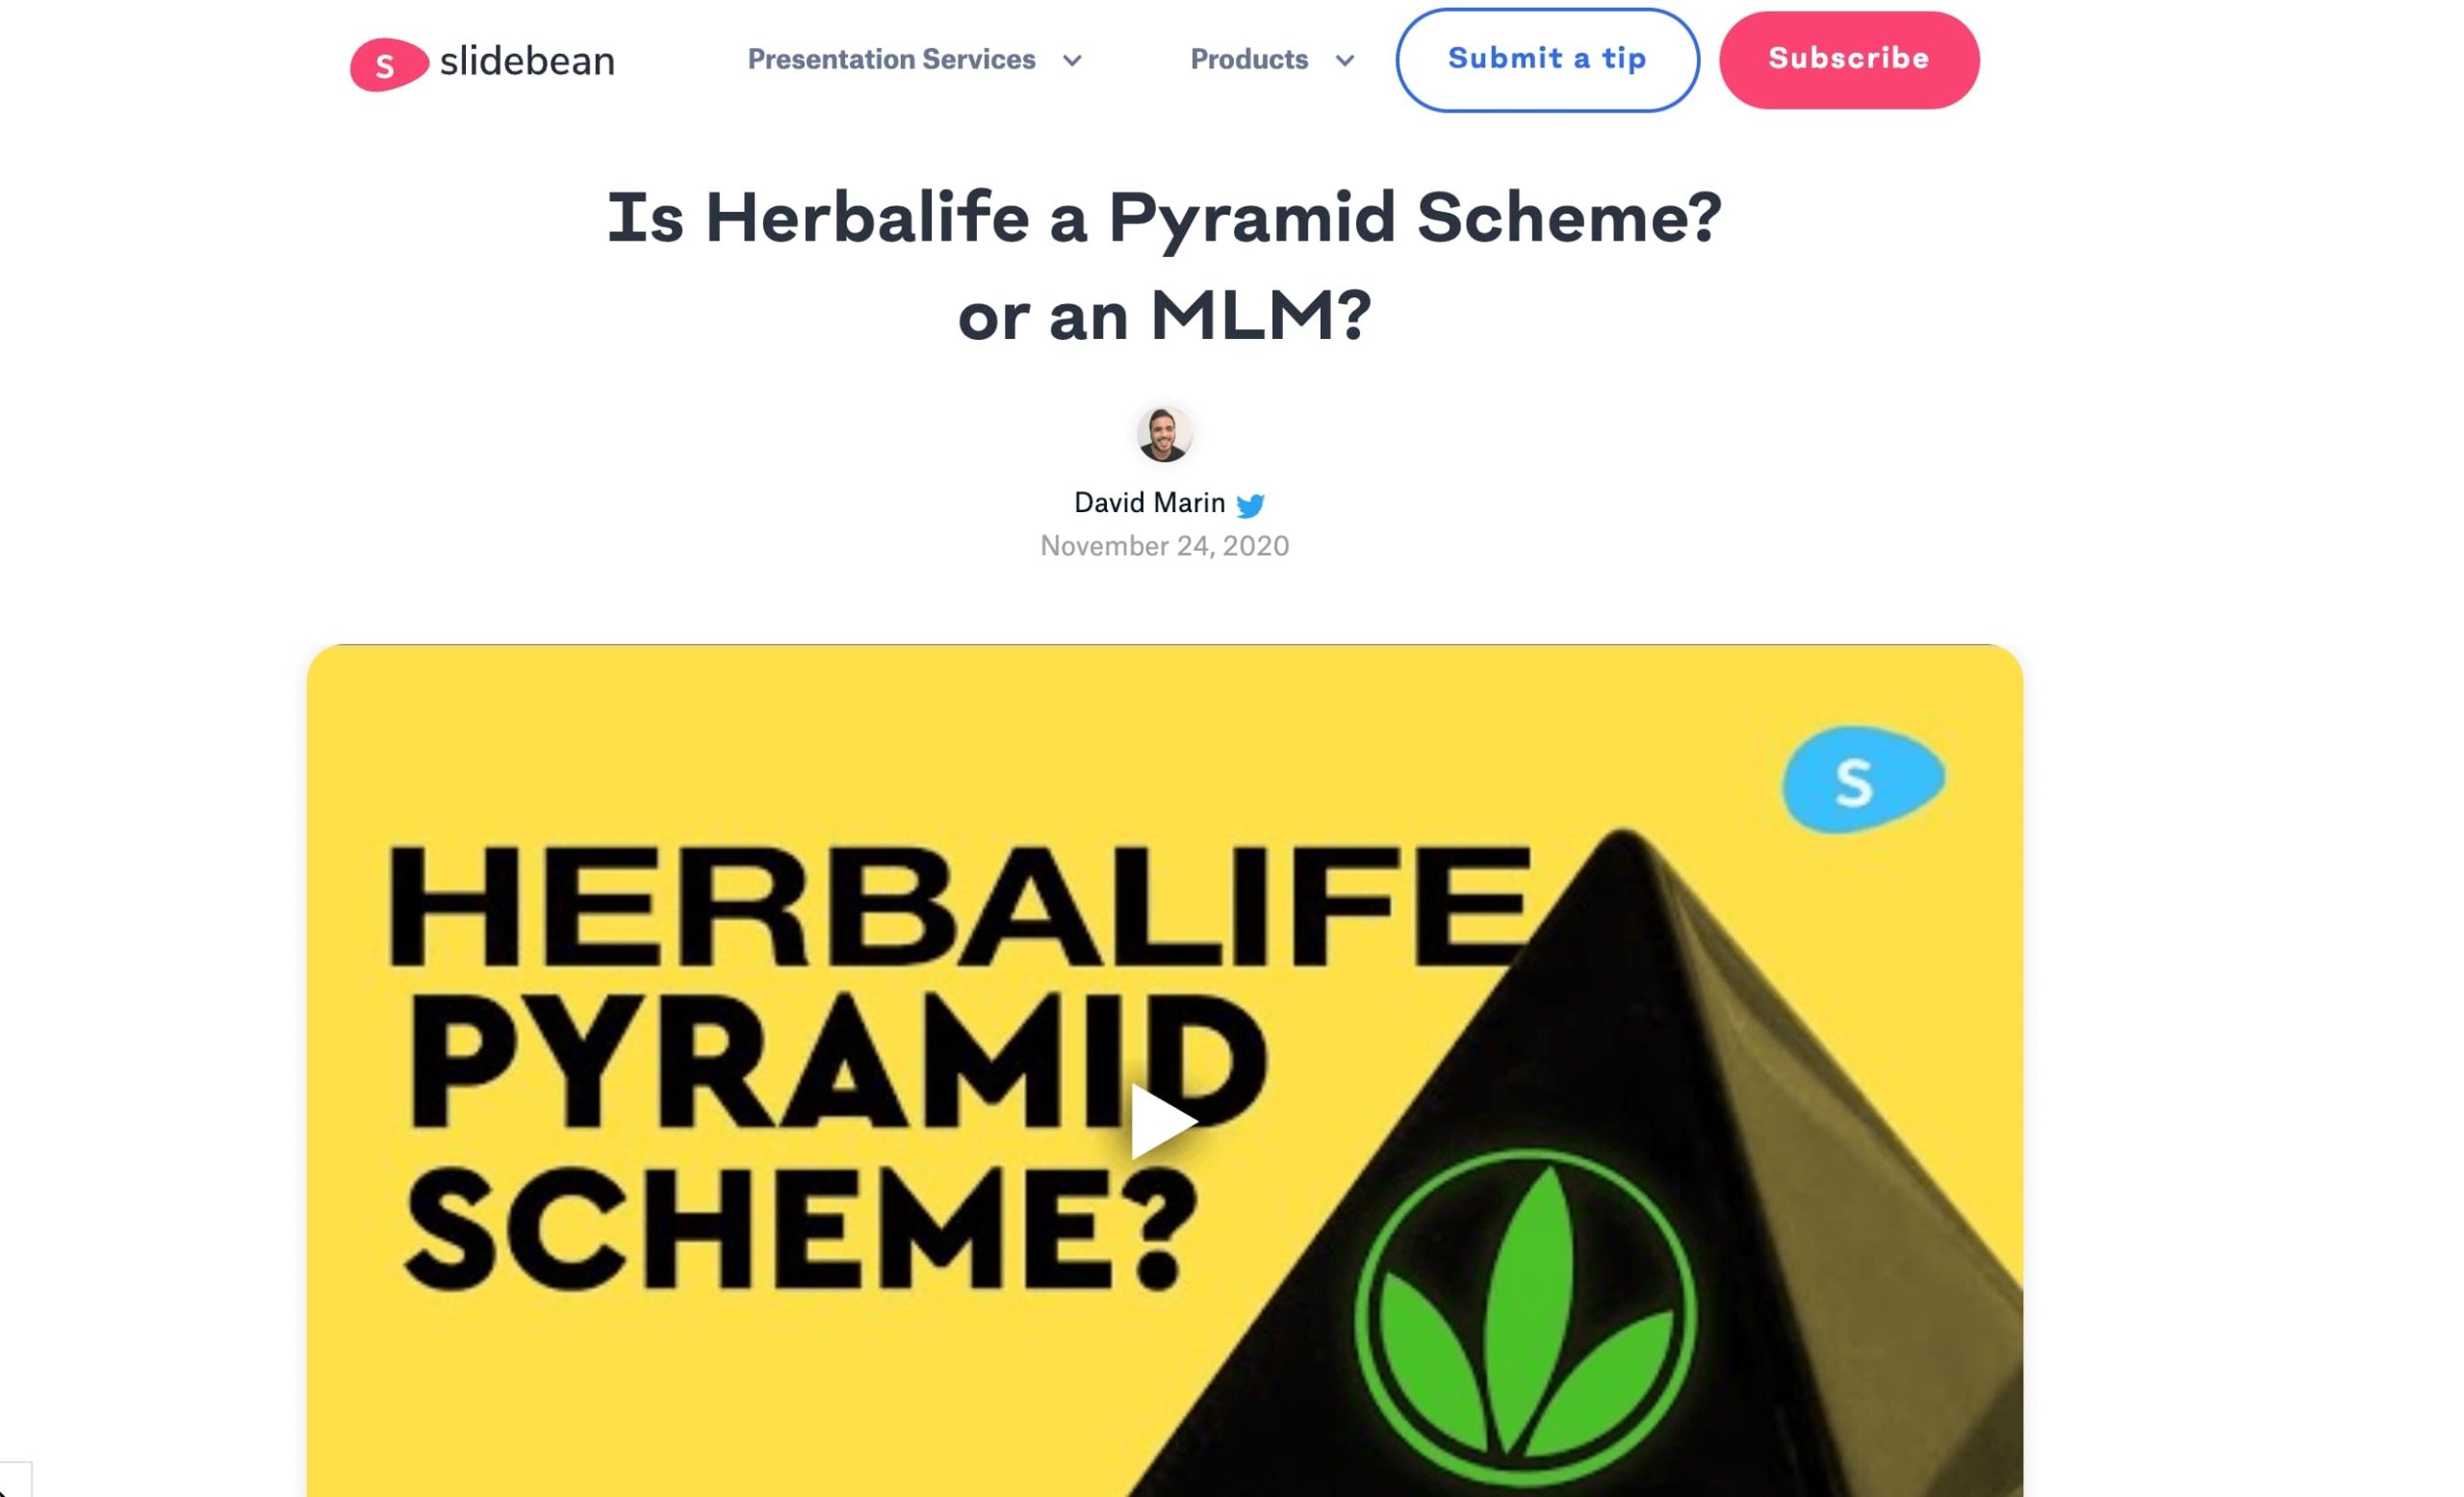 S slidebean
Presentation Services
Products
Submit a tip
Subscribe
Is Herbalife a Pyramid Scheme?
or an MLM?
David Marin
November 24, 2020
S
HERBALIFE
PYRAMID
SCHEME?